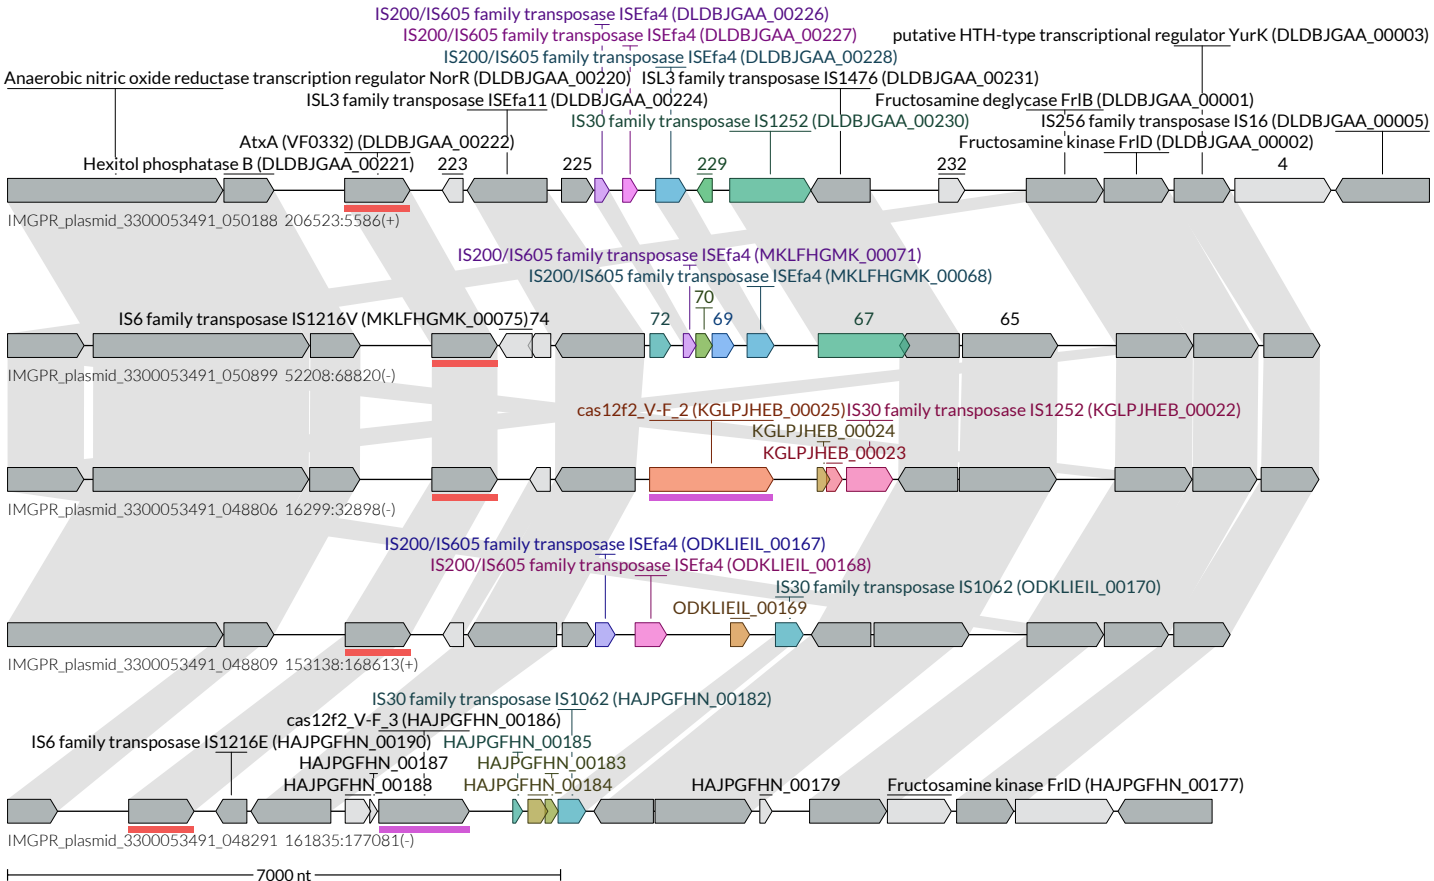 IS200/IS605 family transposase ISEfa4 (DLDBJGAA_00226)
IS200/IS605 family transposase ISEfa4 (DLDBJGAA_00227)
putative HTH-type transcriptional regulator YurK (DLDBJGAA_00003)
IS200/IS605 family transposase ISEfa4 (DLDBJGAA_00228)
Anaerobic nitric oxide reductase transcription regulator NorR (DLDBJGAA_00220)
ISL3 family transposase IS1476 (DLDBJGAA_00231)
ISL3 family transposase ISEfa11 (DLDBJGAA_00224)
Fructosamine deglycase FrlB (DLDBJGAA_00001)
IS30 family transposase IS1252 (DLDBJGAA_00230)
IS256 family transposase IS16 (DLDBJGAA_00005)
AtxA (VF0332) (DLDBJGAA_00222)
Fructosamine kinase FrlD (DLDBJGAA_00002)
Hexitol phosphatase B (DLDBJGAA_00221)
223
225
229
232
4
IMGPR_plasmid_3300053491_050188 206523:5586(+)
IS200/IS605 family transposase ISEfa4 (MKLFHGMK_00071)
IS200/IS605 family transposase ISEfa4 (MKLFHGMK_00068)
70
IS6 family transposase IS1216V (MKLFHGMK_00075)
74
72
69
67
65
IMGPR_plasmid_3300053491_050899 52208:68820(-)
cas12f2_V-F_2 (KGLPJHEB_00025)
IS30 family transposase IS1252 (KGLPJHEB_00022)
KGLPJHEB_00024
KGLPJHEB_00023
IMGPR_plasmid_3300053491_048806 16299:32898(-)
IS200/IS605 family transposase ISEfa4 (ODKLIEIL_00167)
IS200/IS605 family transposase ISEfa4 (ODKLIEIL_00168)
IS30 family transposase IS1062 (ODKLIEIL_00170)
ODKLIEIL_00169
IMGPR_plasmid_3300053491_048809 153138:168613(+)
IS30 family transposase IS1062 (HAJPGFHN_00182)
cas12f2_V-F_3 (HAJPGFHN_00186)
IS6 family transposase IS1216E (HAJPGFHN_00190)
HAJPGFHN_00185
HAJPGFHN_00187
HAJPGFHN_00183
HAJPGFHN_00188
HAJPGFHN_00184
HAJPGFHN_00179
Fructosamine kinase FrlD (HAJPGFHN_00177)
IMGPR_plasmid_3300053491_048291 161835:177081(-)
7000 nt